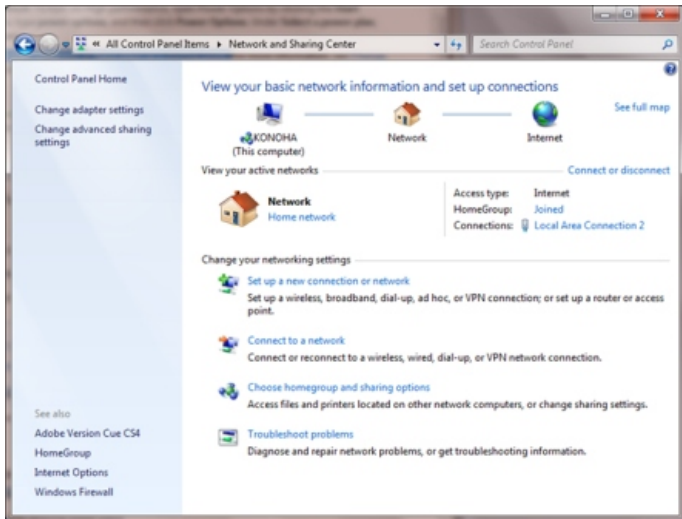 « All Control Panel Items ▸ Network and Sharing Center
Search Control Panel
Control Panel Home
Change adapter settings
Change advanced sharing
settings
See also
Adobe Version Cue CS4
HomeGroup
Internet Options
Windows Firewall
View your basic network information and set up connections
See full map
KONOHA
(This computer)
Network
Internet
View your active networks
Connect or disconnect
Network
Home network
Access type: Internet
HomeGroup: Joined
Connections: Local Area Connection 2
Change your networking settings
Set up a new connection or network
Set up a wireless, broadband, dial-up, ad hoc, or VPN connection; or set up a router or access
point.
Connect to a network
Connect or reconnect to a wireless, wired, dial-up, or VPN network connection.
Choose homegroup and sharing options
Access files and printers located on other network computers, or change sharing settings.
Troubleshoot problems
Diagnose and repair network problems, or get troubleshooting information.